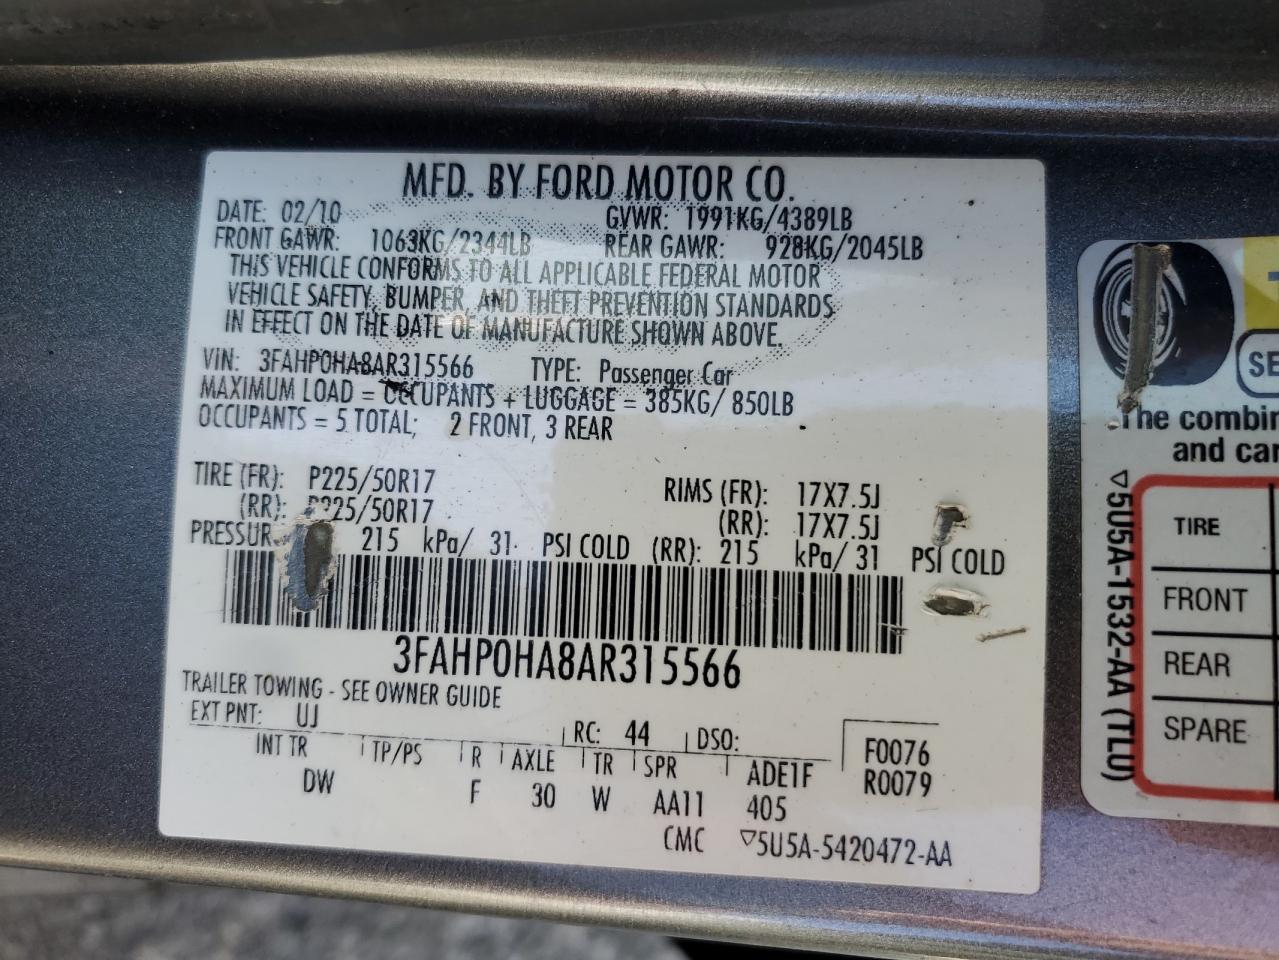 MFD. BY FORD MOTOR CO.
DATE: 02/10 GVWR: 1991KG/4389LB
FRONT GAWR: 1063KG/2344LB REAR GAWR: 928KG/2045LB
THIS VEHICLE CONFORMS TO ALL APPLICABLE FEDERAL MOTOR
VEHICLE SAFETY, BUMPER, AND THEFT PREVENTION STANDARDS
IN EFFECT ON THE DATE OF MANUFACTURE SHOWN ABOVE.
VIN: 3FAHP0HA8AR315566 TYPE: Passenger Car
MAXIMUM LOAD = OCCUPANTS + LUGGAGE = 385KG/ 850LB
OCCUPANTS = 5 TOTAL; 2 FRONT, 3 REAR
TIRE (FR): P225/50R17 RIMS (FR): 17X7.5J
(RR): P225/50R17 (RR): 17X7.5J
PRESSUR 215 kPa/ 31 PSI COLD (RR): 215 kPa/ 31 PSI COLD
3FAHP0HA8AR315566
TRAILER TOWING - SEE OWNER GUIDE
EXT PNT: UJ RC: 44 DSO:
INT TR TP/PS R AXLE TR SPR ADE1F F0076
DW F 30 W AA11 405 R0079
CMC ▽5U5A-5420472-AA
SE
The combin
and car
▽5U5A-1532-AA (TLU)
TIRE
FRONT
REAR
SPARE